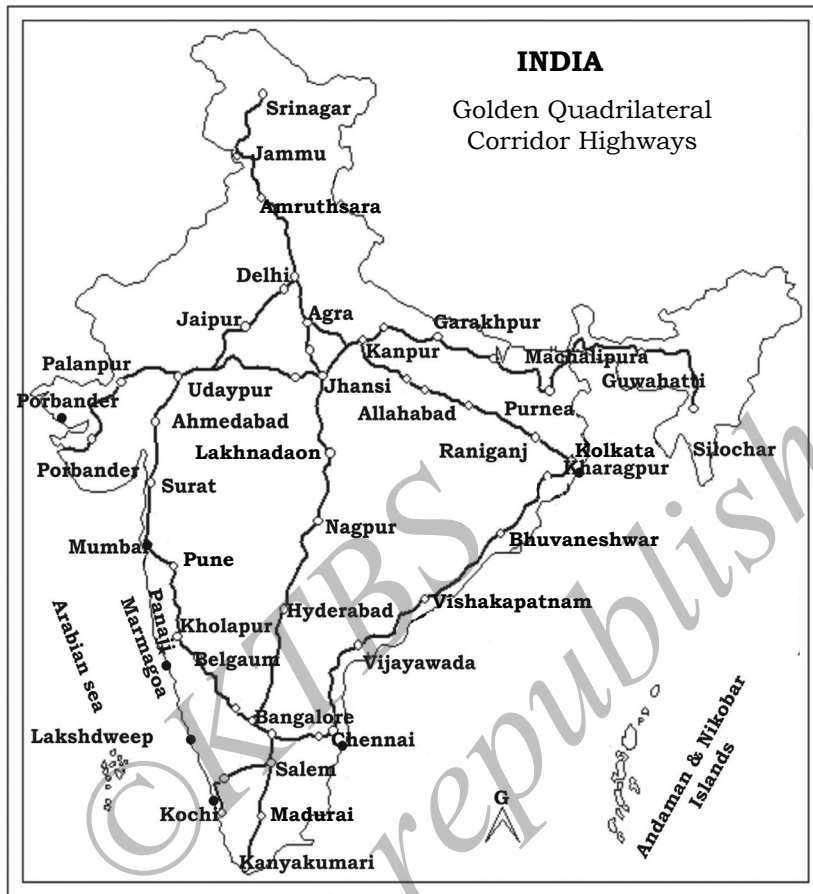 INDIA
Golden Quadrilateral
Corridor Highways
Srinagar
Jammu
Amruthsara
Delhi
Jaipur
Agra
Garakhpur
Palanpur
Kanpur
Machalipura
Udaypur
Jhansi
Guwahatti
Porbander
Allahabad
Purnea
Ahmedabad
Raniganj
Silochar
Lakhnadaon
Kolkata
Porbander
Kharagpur
Surat
Nagpur
Bhuvaneshwar
Mumbai
Pune
Vishakapatnam
Hyderabad
Panaji
Marmagoa
Arabian sea
Kholapur
Belgaum
Vijayawada
Bangalore
Lakshdweep
Chennai
Salem
Andaman & Nikobar
Islands
G
Kochi
Madurai
Kanyakumari
©KTBS
republish